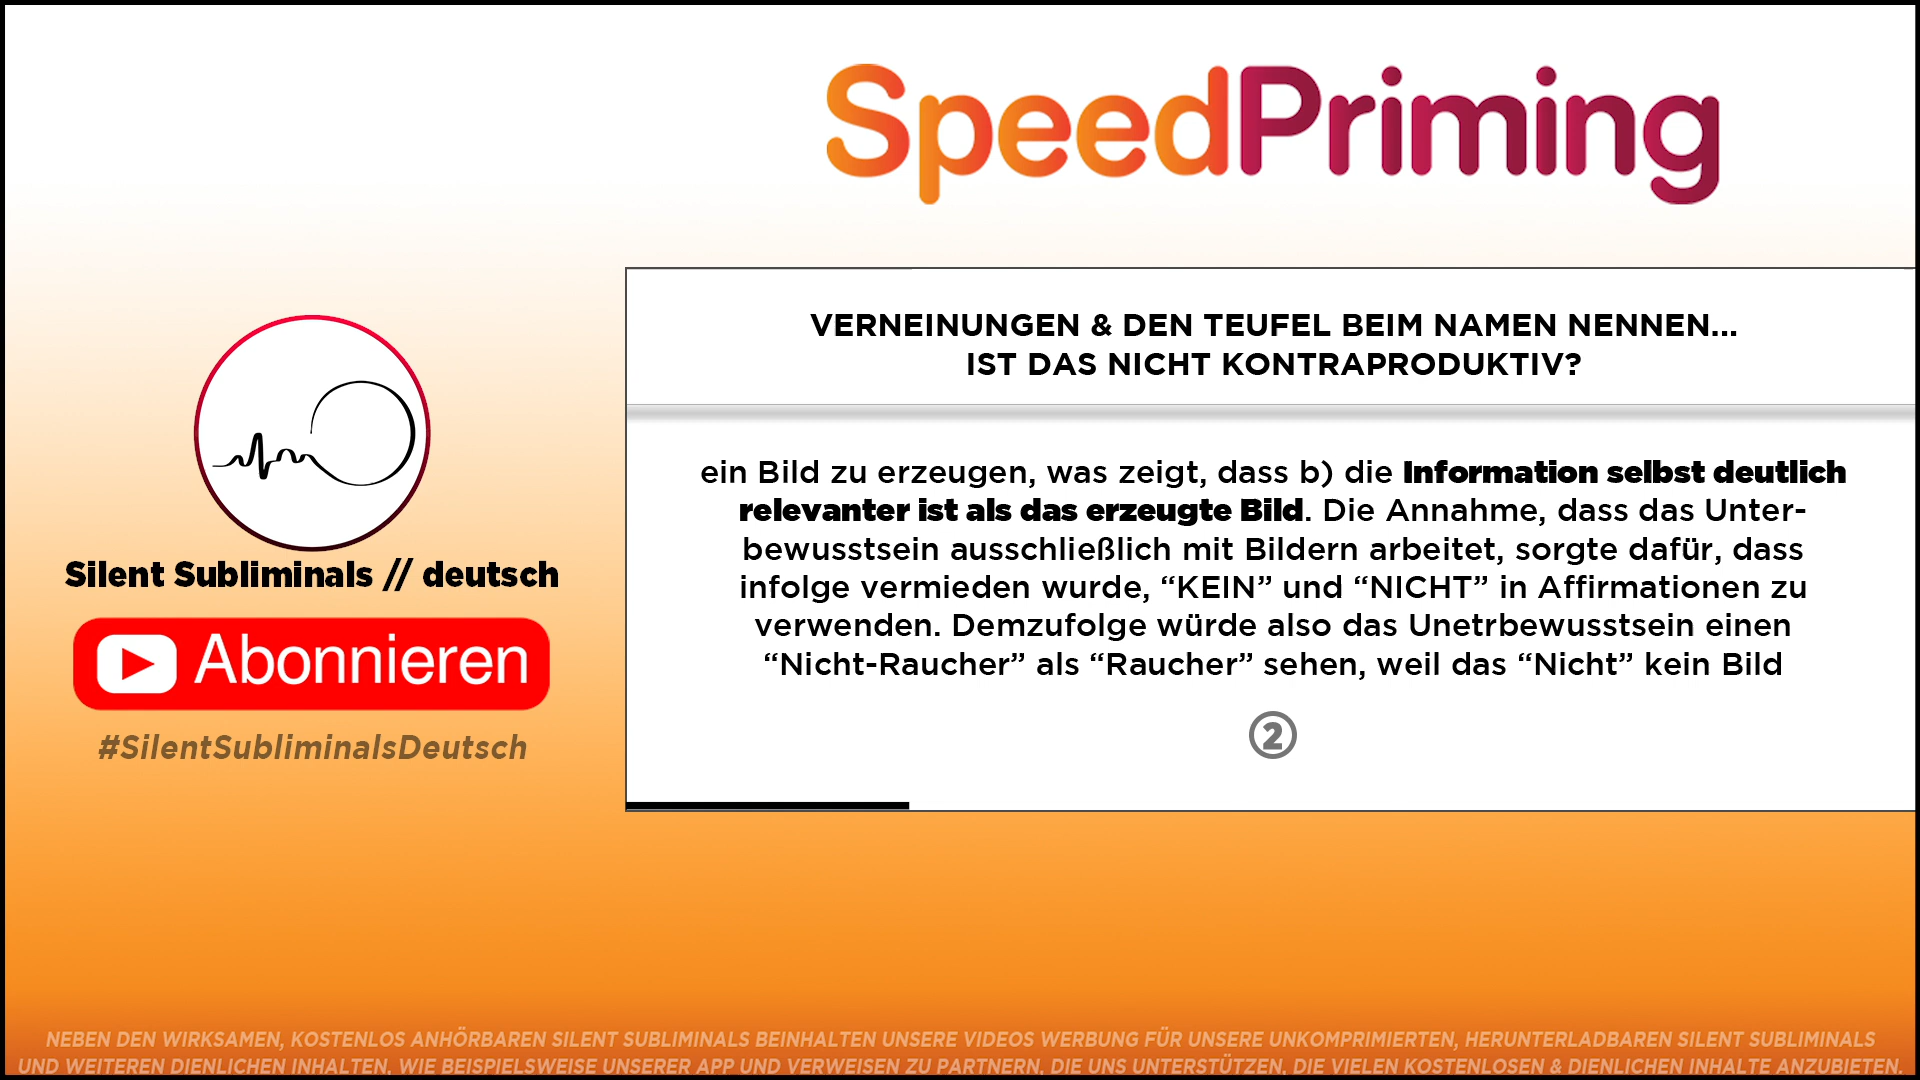 SpeedPriming
VERNEINUNGEN & DEN TEUFEL BEIM NAMEN NENNEN...
IST DAS NICHT KONTRAPRODUKTIV?
ein Bild zu erzeugen, was zeigt, dass b) die Information selbst deutlich
relevanter ist als das erzeugte Bild. Die Annahme, dass das Unter-
bewusstsein ausschließlich mit Bildern arbeitet, sorgte dafür, dass
infolge vermieden wurde, “KEIN” und “NICHT” in Affirmationen zu
verwenden. Demzufolge würde also das Unetrbewusstsein einen
“Nicht-Raucher” als “Raucher” sehen, weil das “Nicht” kein Bild
2
Silent Subliminals // deutsch
Abonnieren
#SilentSubliminalsDeutsch
NEBEN DEN WIRKSAMEN, KOSTENLOS ANHÖRBAREN SILENT SUBLIMINALS BEINHALTEN UNSERE VIDEOS WERBUNG FÜR UNSERE UNKOMPRIMIERTEN, HERUNTERLADBAREN SILENT SUBLIMINALS
UND WEITEREN DIENLICHEN INHALTEN, WIE BEISPIELSWEISE UNSERER APP UND VERWEISEN ZU PARTNERN, DIE UNS UNTERSTÜTZEN, DIE VIELEN KOSTENLOSEN & DIENLICHEN INHALTE ANZUBIETEN.